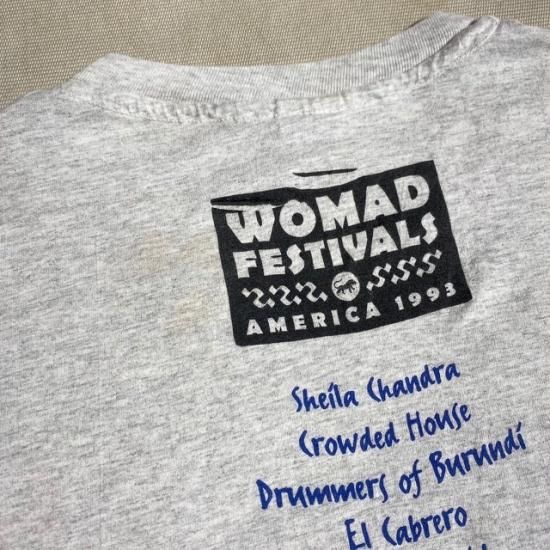 WOMAD
FESTIVALS
AMERICA 1993
Sheila Chandra
Crowded House
Drummers of Burundi
El Cabrero